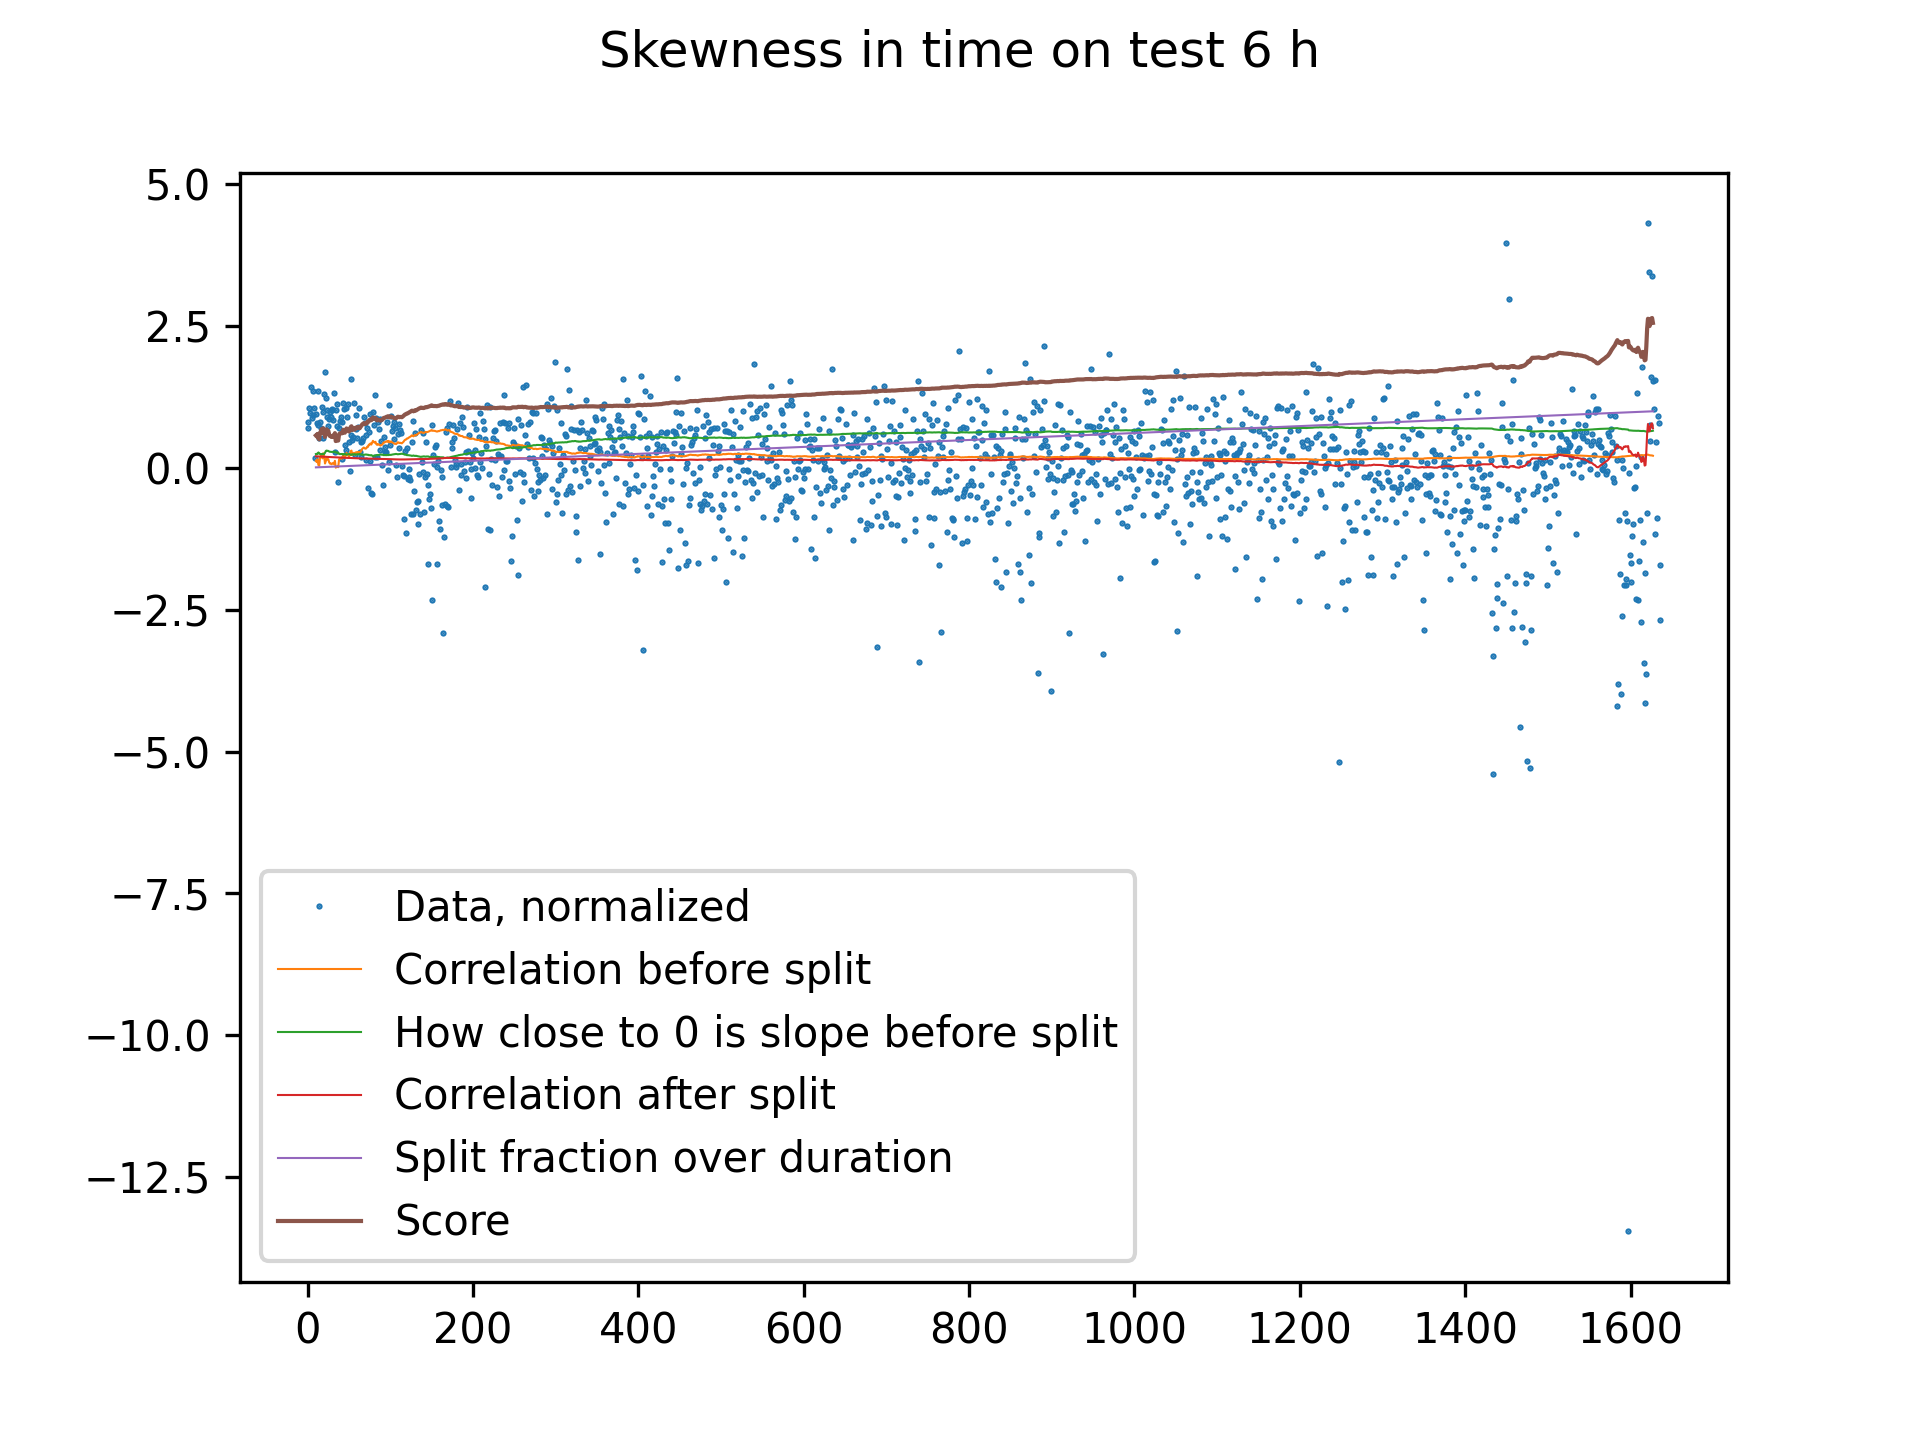 Skewness in time on test 6 h
5.0
2.5
0.0
−2.5
−5.0
−7.5
−10.0
−12.5
Data, normalized
Correlation before split
How close to 0 is slope before split
Correlation after split
Split fraction over duration
Score
0 200 400 600 800 1000 1200 1400 1600